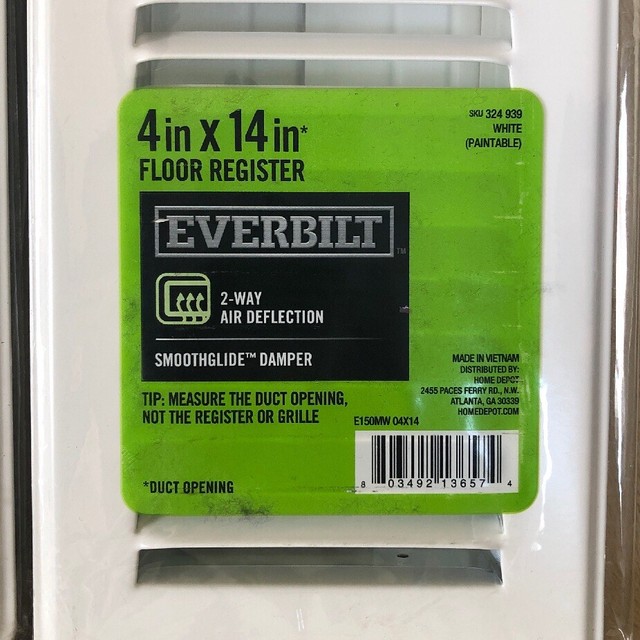 4in x 14in*
FLOOR REGISTER
SKU 324 939
WHITE
(PAINTABLE)
EVERBILT™
2-WAY
AIR DEFLECTION
SMOOTHGLIDE™ DAMPER
TIP: MEASURE THE DUCT OPENING,
NOT THE REGISTER OR GRILLE
*DUCT OPENING
MADE IN VIETNAM
DISTRIBUTED BY:
HOME DEPOT
2455 PACES FERRY RD., N.W.
ATLANTA, GA 30339
HOMEDEPOT.COM
E150MW 04X14
8 03492 13657 4